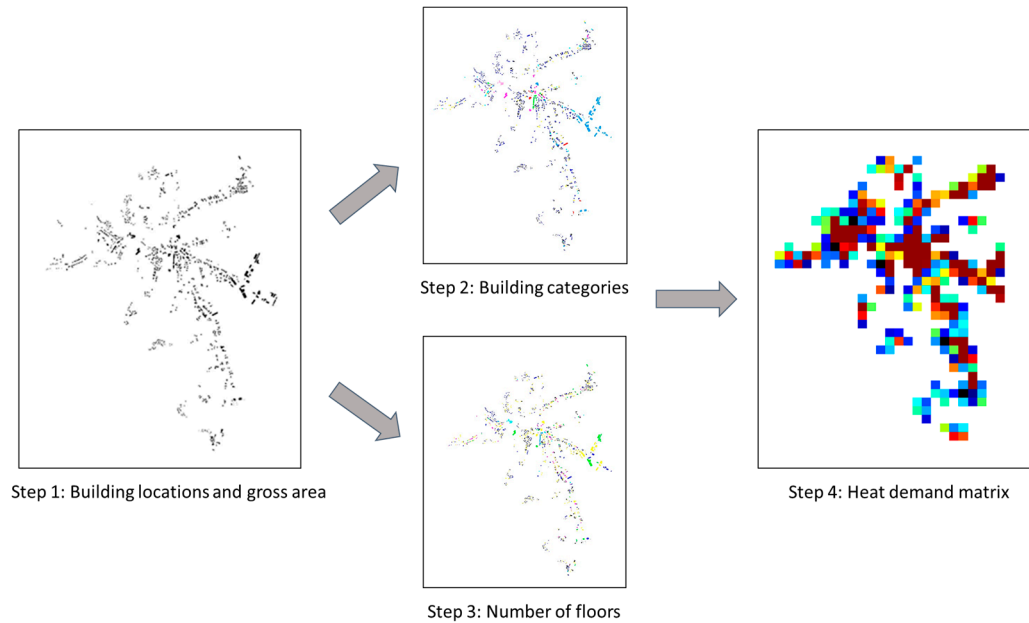 Step 1: Building locations and gross area
Step 2: Building categories
Step 3: Number of floors
Step 4: Heat demand matrix